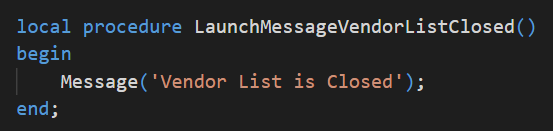 local procedure LaunchMessageVendorListClosed()
begin
    Message('Vendor List is Closed');
end;